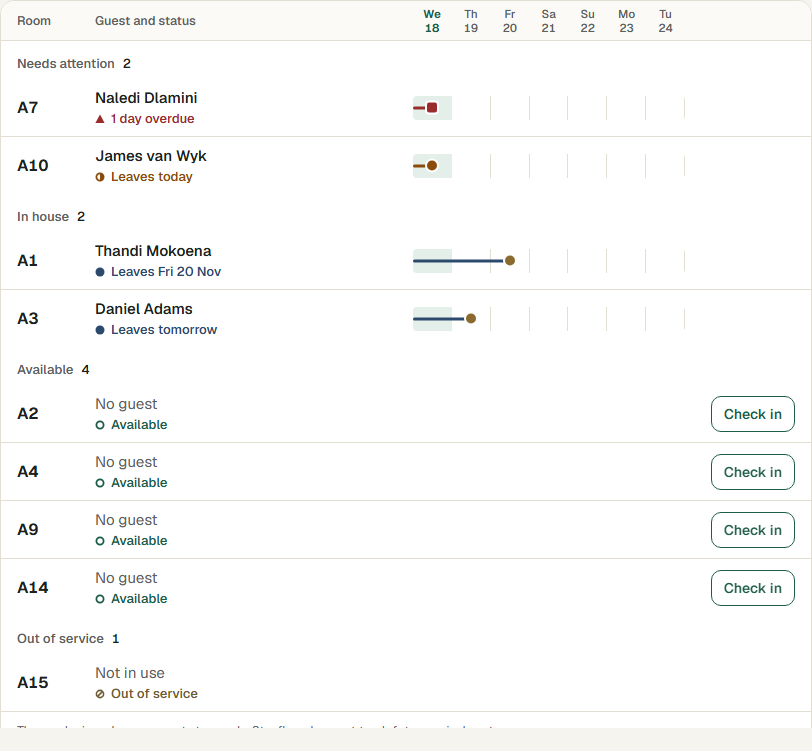 Room Guest and status We Th Fr Sa Su Mo Tu
18 19 20 21 22 23 24
Needs attention 2
A7 Naledi Dlamini
1 day overdue
A10 James van Wyk
Leaves today
In house 2
A1 Thandi Mokoena
Leaves Fri 20 Nov
A3 Daniel Adams
Leaves tomorrow
Available 4
A2 No guest
Available
Check in
A4 No guest
Available
Check in
A9 No guest
Available
Check in
A14 No guest
Available
Check in
Out of service 1
A15 Not in use
Out of service